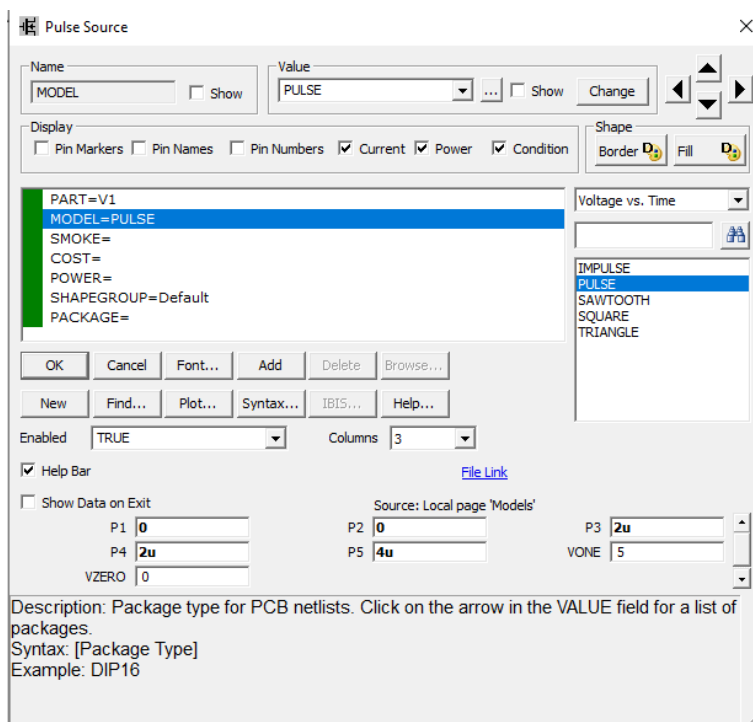 Pulse Source
Name
MODEL
Show
Value
PULSE
...
Show
Change
Display
Pin Markers
Pin Names
Pin Numbers
Current
Power
Condition
Shape
Border
Fill
PART=V1
MODEL=PULSE
SMOKE=
COST=
POWER=
SHAPEGROUP=Default
PACKAGE=
Voltage vs. Time
IMPULSE
PULSE
SAWTOOTH
SQUARE
TRIANGLE
OK
Cancel
Font...
Add
Delete
Browse...
New
Find...
Plot...
Syntax...
IBIS...
Help...
Enabled
TRUE
Columns
3
Help Bar
File Link
Show Data on Exit
Source: Local page 'Models'
P1 0
P2 0
P3 2u
P4 2u
P5 4u
VONE 5
VZERO 0
Description: Package type for PCB netlists. Click on the arrow in the VALUE field for a list of
packages.
Syntax: [Package Type]
Example: DIP16